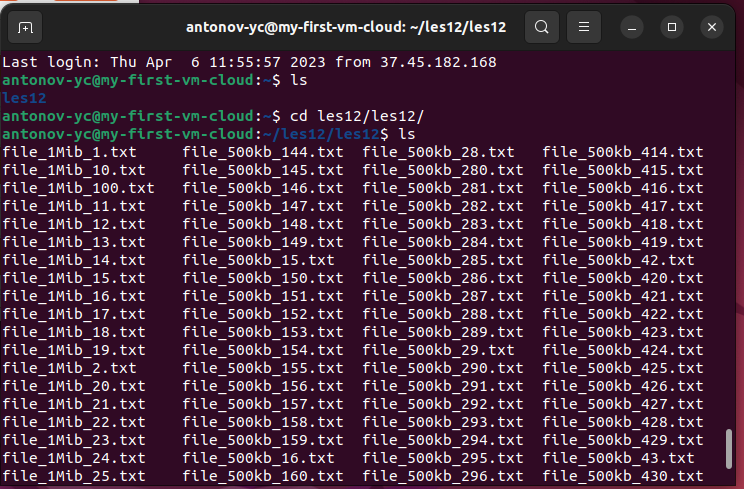 antonov-yc@my-first-vm-cloud: ~/les12/les12
Last login: Thu Apr  6 11:55:57 2023 from 37.45.182.168
antonov-yc@my-first-vm-cloud:~$ ls
les12
antonov-yc@my-first-vm-cloud:~$ cd les12/les12/
antonov-yc@my-first-vm-cloud:~/les12/les12$ ls
file_1Mib_1.txt    file_500kb_144.txt  file_500kb_28.txt   file_500kb_414.txt
file_1Mib_10.txt   file_500kb_145.txt  file_500kb_280.txt  file_500kb_415.txt
file_1Mib_100.txt  file_500kb_146.txt  file_500kb_281.txt  file_500kb_416.txt
file_1Mib_11.txt   file_500kb_147.txt  file_500kb_282.txt  file_500kb_417.txt
file_1Mib_12.txt   file_500kb_148.txt  file_500kb_283.txt  file_500kb_418.txt
file_1Mib_13.txt   file_500kb_149.txt  file_500kb_284.txt  file_500kb_419.txt
file_1Mib_14.txt   file_500kb_15.txt   file_500kb_285.txt  file_500kb_42.txt
file_1Mib_15.txt   file_500kb_150.txt  file_500kb_286.txt  file_500kb_420.txt
file_1Mib_16.txt   file_500kb_151.txt  file_500kb_287.txt  file_500kb_421.txt
file_1Mib_17.txt   file_500kb_152.txt  file_500kb_288.txt  file_500kb_422.txt
file_1Mib_18.txt   file_500kb_153.txt  file_500kb_289.txt  file_500kb_423.txt
file_1Mib_19.txt   file_500kb_154.txt  file_500kb_29.txt   file_500kb_424.txt
file_1Mib_2.txt    file_500kb_155.txt  file_500kb_290.txt  file_500kb_425.txt
file_1Mib_20.txt   file_500kb_156.txt  file_500kb_291.txt  file_500kb_426.txt
file_1Mib_21.txt   file_500kb_157.txt  file_500kb_292.txt  file_500kb_427.txt
file_1Mib_22.txt   file_500kb_158.txt  file_500kb_293.txt  file_500kb_428.txt
file_1Mib_23.txt   file_500kb_159.txt  file_500kb_294.txt  file_500kb_429.txt
file_1Mib_24.txt   file_500kb_16.txt   file_500kb_295.txt  file_500kb_43.txt
file_1Mib_25.txt   file_500kb_160.txt  file_500kb_296.txt  file_500kb_430.txt